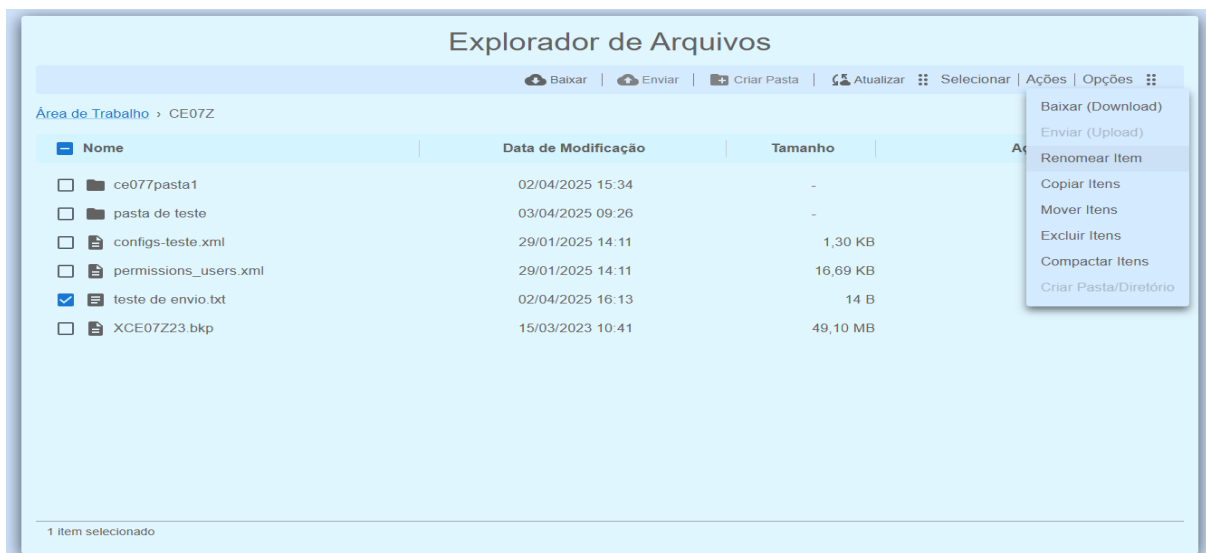 Explorador de Arquivos
Baixar | Enviar | Criar Pasta | Atualizar Selecionar | Ações | Opções
Área de Trabalho › CE07Z
Baixar (Download)
Enviar (Upload)
Renomear Item
Copiar Itens
Mover Itens
Excluir Itens
Compactar Itens
Criar Pasta/Diretório
Nome Data de Modificação Tamanho
ce077pasta1 02/04/2025 15:34 -
pasta de teste 03/04/2025 09:26 -
configs-teste.xml 29/01/2025 14:11 1,30 KB
permissions_users.xml 29/01/2025 14:11 16,69 KB
teste de envio.txt 02/04/2025 16:13 14 B
XCE07Z23.bkp 15/03/2023 10:41 49,10 MB
1 item selecionado